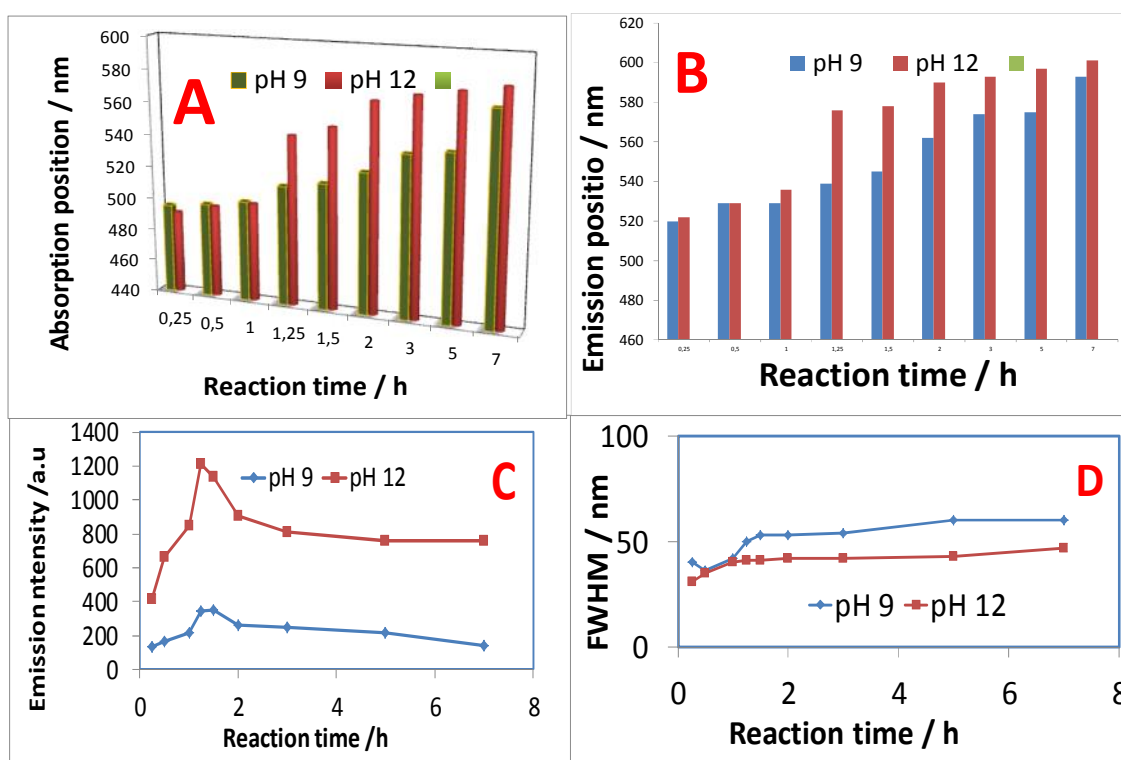 A
pH 9 pH 12
Absorption position / nm
600
580
560
540
520
500
480
460
440
0,25 0,5 1 1,25 1,5 2 3 5 7
Reaction time / h
B
pH 9 pH 12
Emission positio / nm
620
600
580
560
540
520
500
480
460
0,25 0,5 1 1,25 1,5 2 3 5 7
Reaction time / h
C
pH 9 pH 12
Emission ntensity /a.u
1400
1200
1000
800
600
400
200
0
0 2 4 6 8
Reaction time /h
D
FWHM / nm
100
50
0
pH 9 pH 12
0 2 4 6 8
Reaction time / h